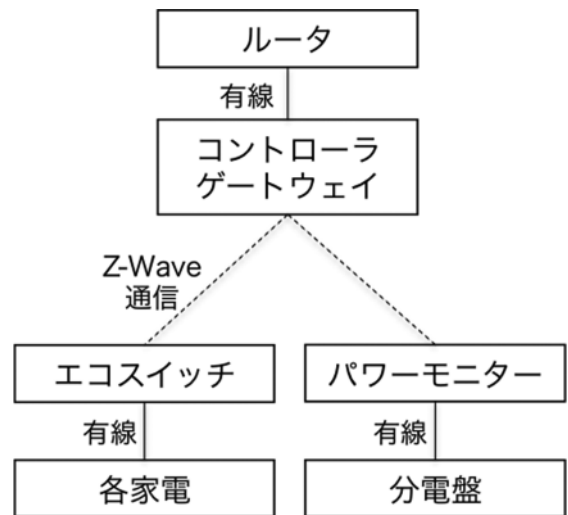 ルータ
有線
コントローラ
ゲートウェイ
Z-Wave
通信
エコスイッチ
パワーモニター
有線
有線
各家電
分電盤